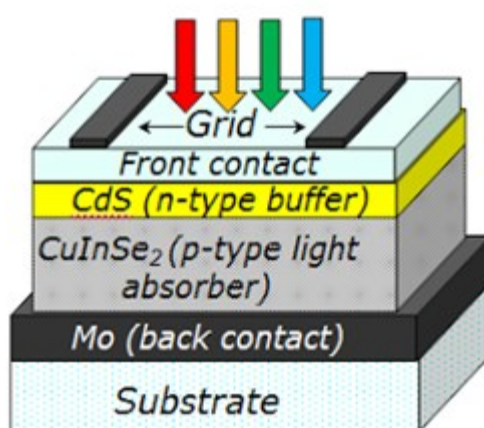 Grid
Front contact
CdS (n-type buffer)
CuInSe₂ (p-type light
absorber)
Mo (back contact)
Substrate